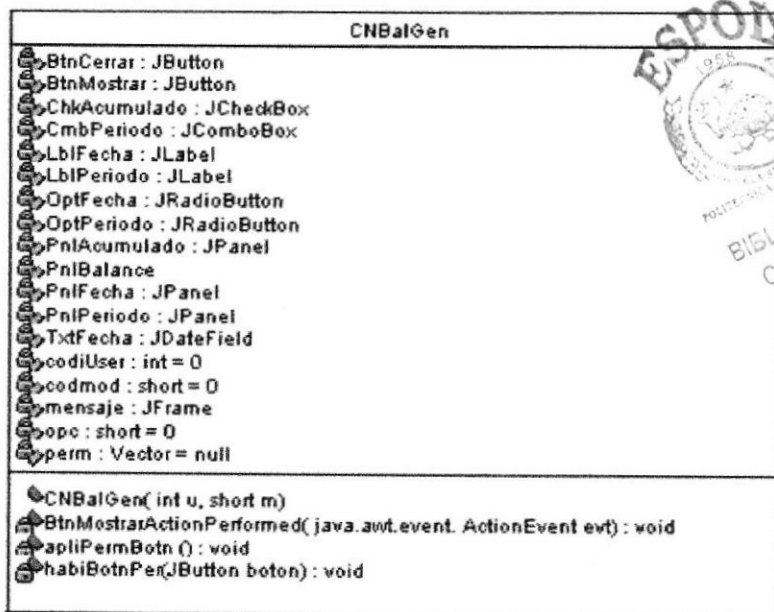 CNBalGen
BtnCerrar : JButton
BtnMostrar : JButton
ChkAcumulado : JCheckBox
CmbPeriodo : JComboBox
LblFecha : JLabel
LblPeriodo : JLabel
OptFecha : JRadioButton
OptPeriodo : JRadioButton
PnlAcumulado : JPanel
PnlBalance
PnlFecha : JPanel
PnlPeriodo : JPanel
TxtFecha : JDateField
codiUser : int = 0
codmod : short = 0
mensaje : JFrame
opc : short = 0
perm : Vector = null
CNBalGen( int u, short m)
BtnMostrarActionPerformed( java.awt.event. ActionEvent evt) : void
apliPermBotn () : void
habiBotnPer(JButton boton) : void
ESPOL
1958